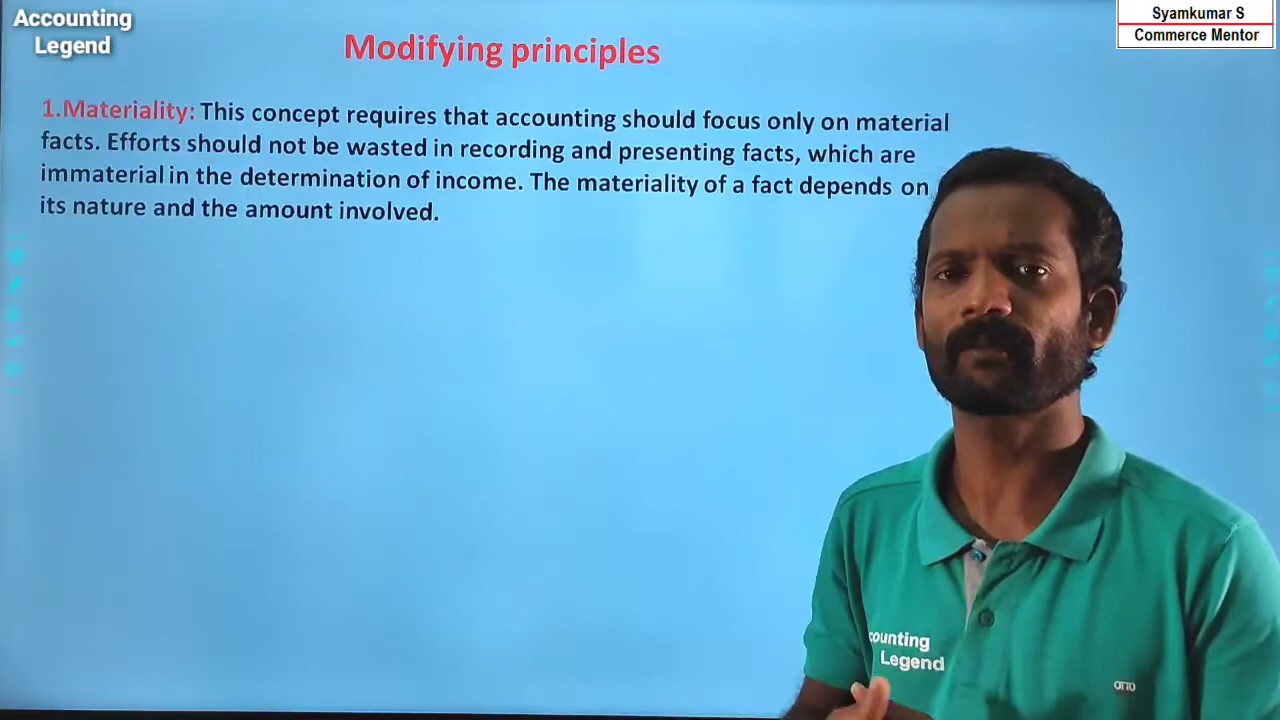 Accounting
Legend
Syamkumar S
Commerce Mentor
Modifying principles
1.Materiality: This concept requires that accounting should focus only on material
facts. Efforts should not be wasted in recording and presenting facts, which are
immaterial in the determination of income. The materiality of a fact depends on
its nature and the amount involved.
counting
Legend
OTTO